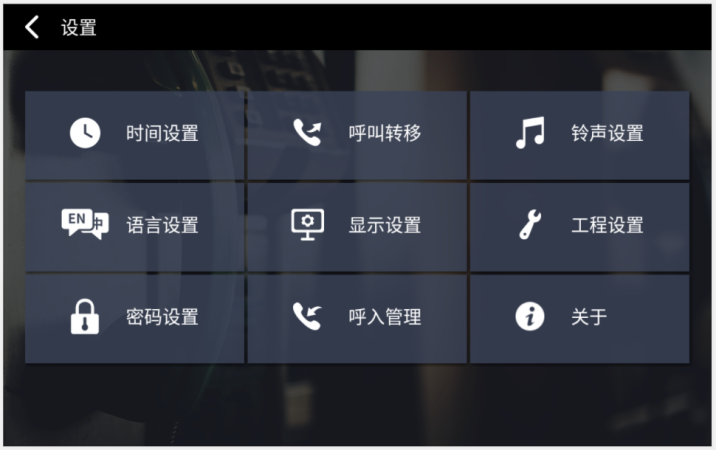 设置
时间设置
呼叫转移
铃声设置
EN 中
语言设置
显示设置
工程设置
密码设置
呼入管理
关于